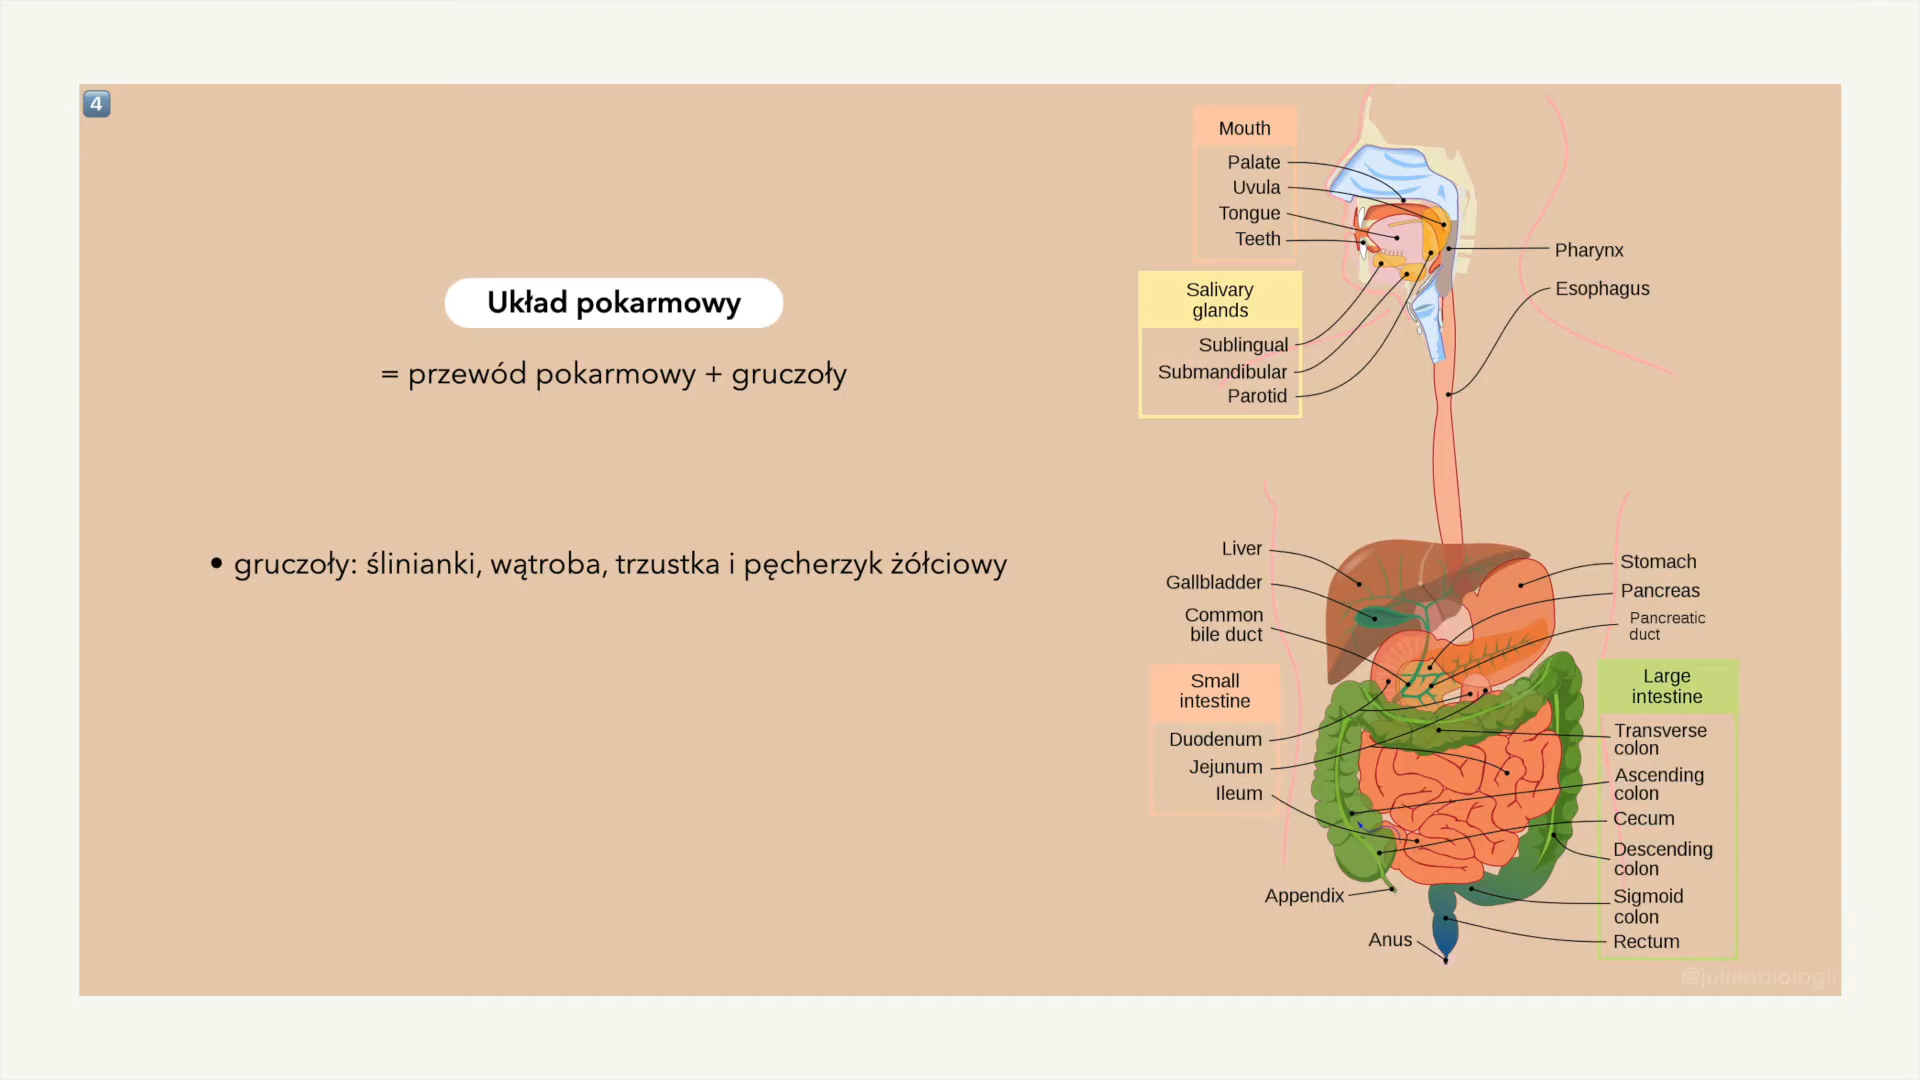 4
Układ pokarmowy
= przewód pokarmowy + gruczoły
• gruczoły: ślinianki, wątroba, trzustka i pęcherzyk żółciowy
Mouth
Palate
Uvula
Tongue
Teeth
Salivary
glands
Sublingual
Submandibular
Parotid
Pharynx
Esophagus
Liver
Gallbladder
Common
bile duct
Small
intestine
Duodenum
Jejunum
Ileum
Appendix
Anus
Stomach
Pancreas
Pancreatic
duct
Large
intestine
Transverse
colon
Ascending
colon
Cecum
Descending
colon
Sigmoid
colon
Rectum